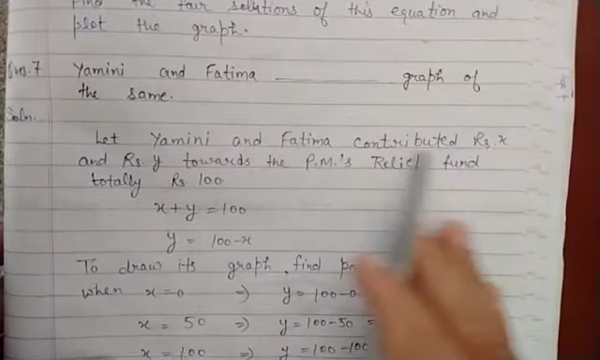 Find the four solutions of this equation and
plot the graph.
Ques.7 Yamini and Fatima ———— graph of
the same.
Soln.
Let Yamini and Fatima contributed Rs. x
and Rs. y towards the P.M.'s Relief fund
totally Rs 100
x+y = 100
y = 100-x
To draw its graph, find
when x=0 ⇒ y = 100-0
x = 50 ⇒ y = 100-50 =
x = 100 ⇒ y = 100-100